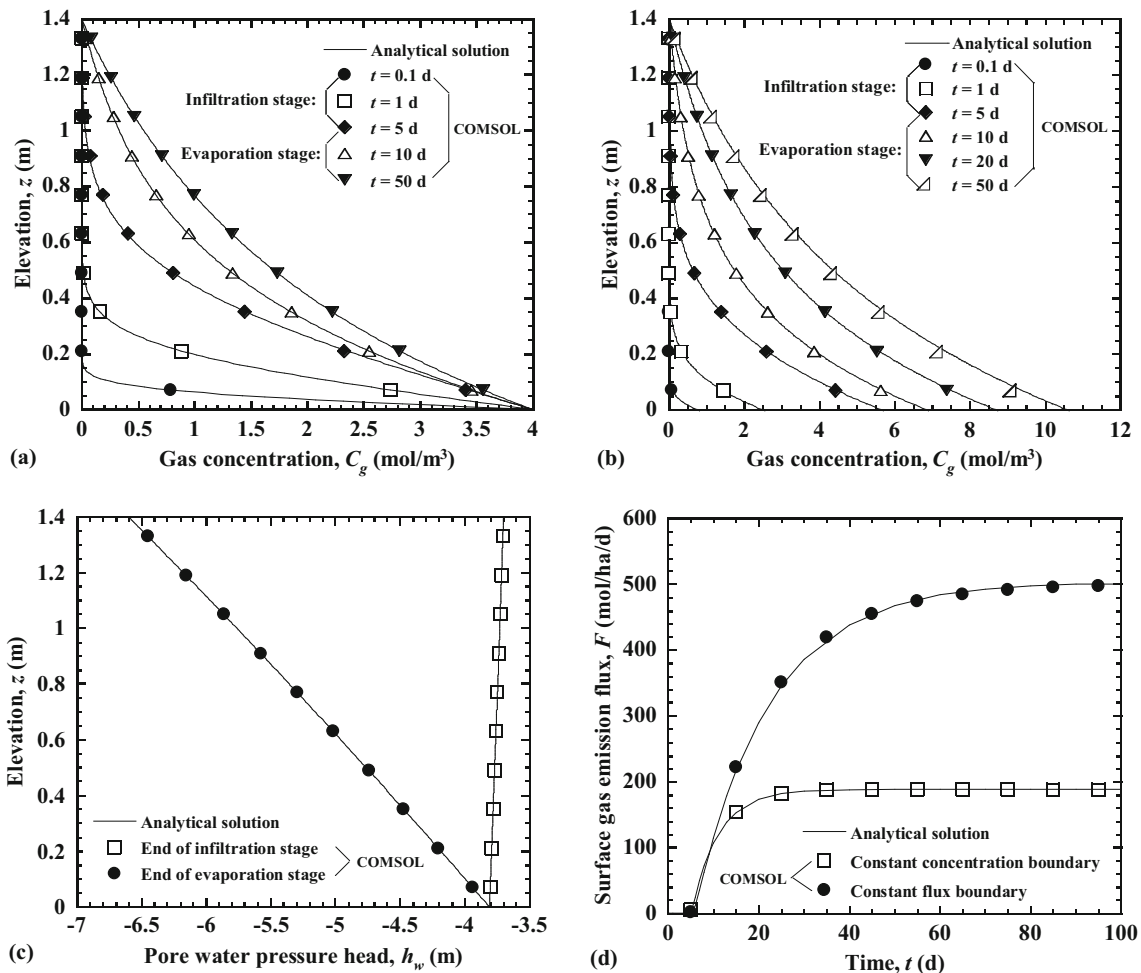 1.4
1.2
1
0.8
0.6
0.4
0.2
0
Elevation, z (m)
Analytical solution
t = 0.1 d
Infiltration stage:
t = 1 d
t = 5 d
COMSOL
Evaporation stage:
t = 10 d
t = 50 d
0 0.5 1 1.5 2 2.5 3 3.5 4
(a) Gas concentration, Cg (mol/m³)
1.4
1.2
1
0.8
0.6
0.4
0.2
0
Elevation, z (m)
Analytical solution
t = 0.1 d
Infiltration stage:
t = 1 d
t = 5 d
COMSOL
Evaporation stage:
t = 10 d
t = 20 d
t = 50 d
0 2 4 6 8 10 12
(b) Gas concentration, Cg (mol/m³)
1.4
1.2
1
0.8
0.6
0.4
0.2
0
Elevation, z (m)
Analytical solution
End of infiltration stage
COMSOL
End of evaporation stage
-7 -6.5 -6 -5.5 -5 -4.5 -4 -3.5
(c) Pore water pressure head, hw (m)
600
500
400
300
200
100
0
Surface gas emission flux, F (mol/ha/d)
Analytical solution
Constant concentration boundary
COMSOL
Constant flux boundary
0 20 40 60 80 100
(d) Time, t (d)